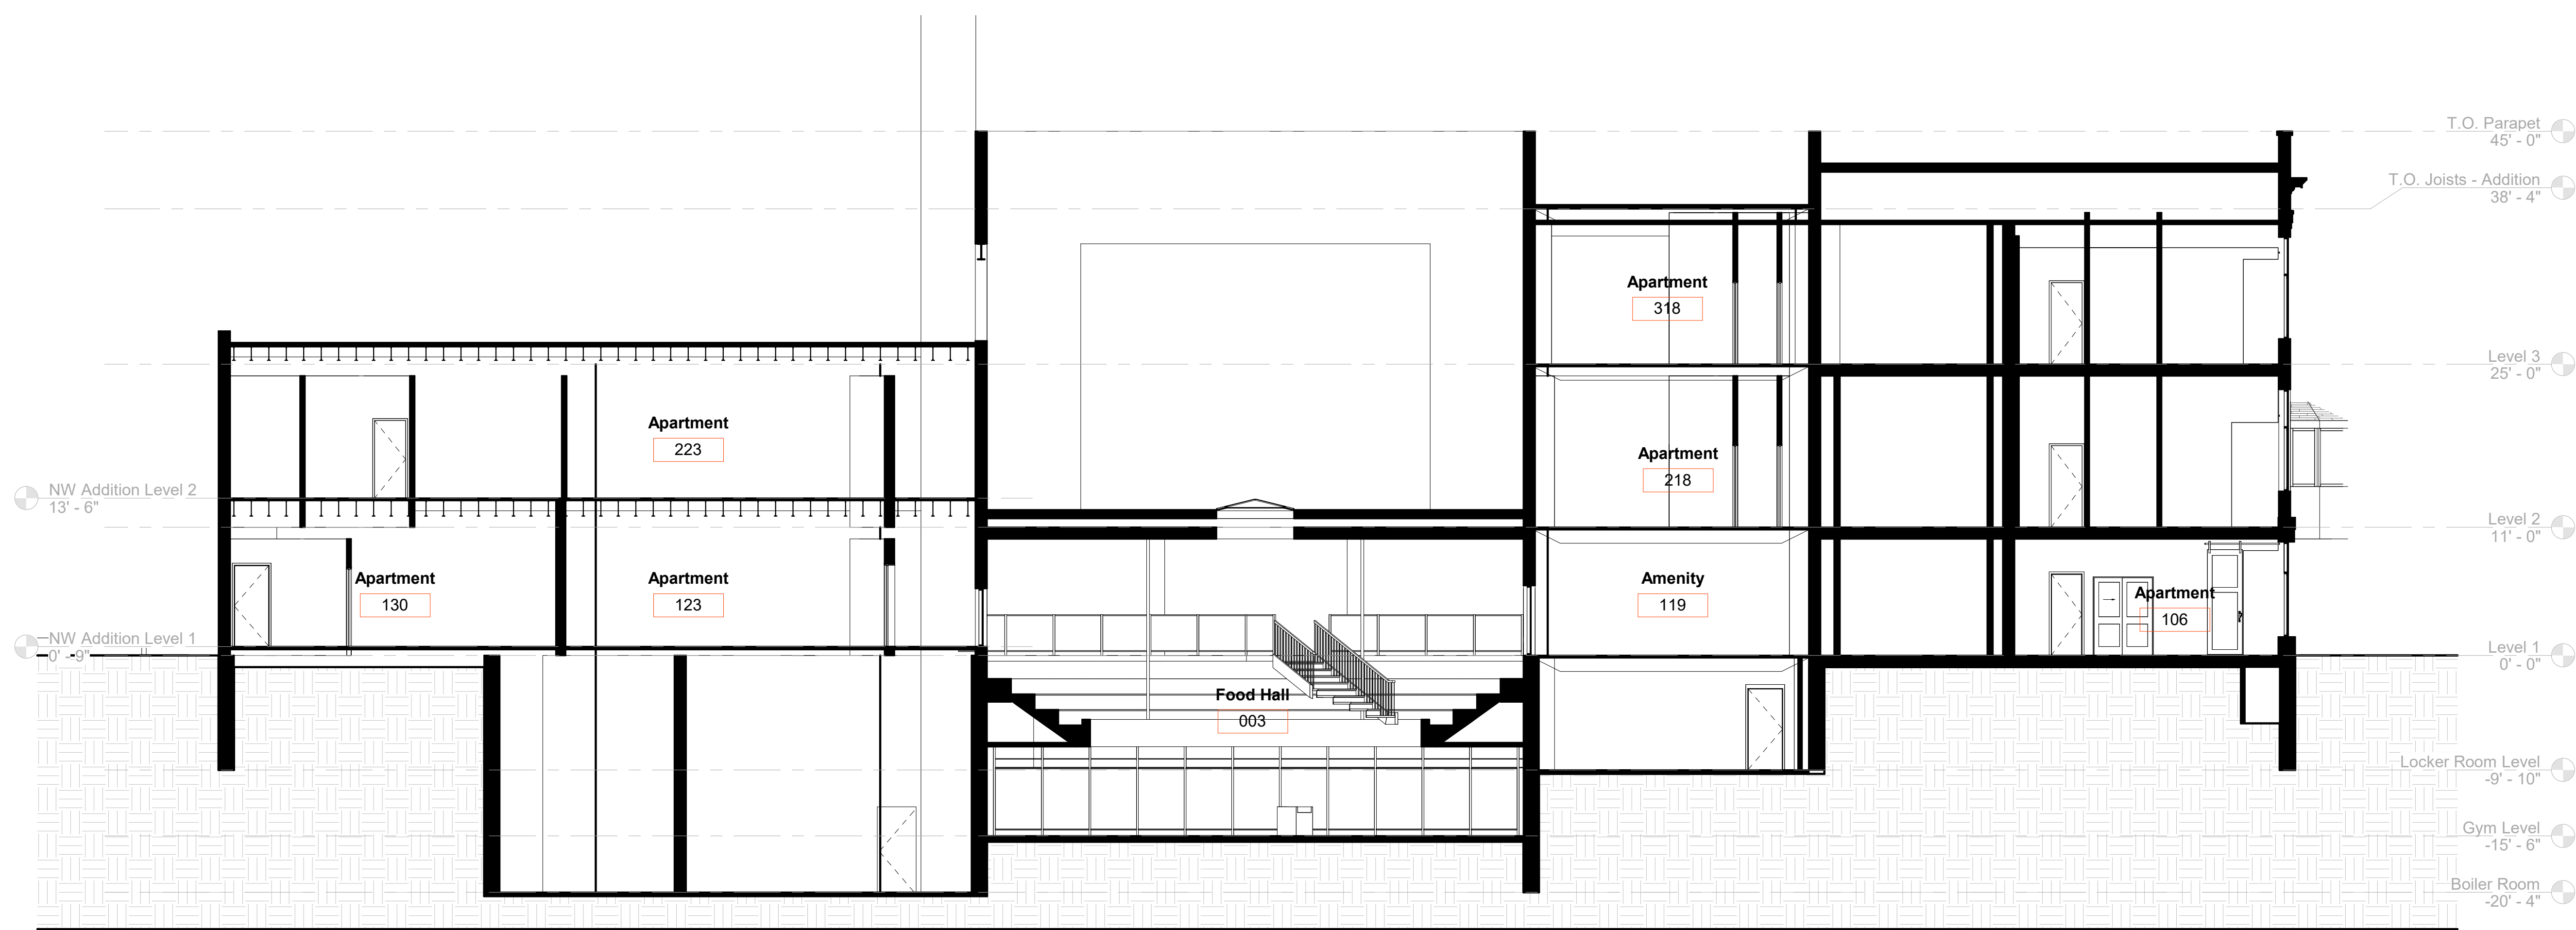 T.O. Parapet
45' - 0"
T.O. Joists - Addition
38' - 4"
Apartment
318
Level 3
25' - 0"
Apartment
223
Apartment
218
NW Addition Level 2
13' - 6"
Level 2
11' - 0"
Apartment
130
Apartment
123
Amenity
119
Apartment
106
NW Addition Level 1
0' - 9"
Level 1
0' - 0"
Food Hall
003
Locker Room Level
-9' - 10"
Gym Level
-15' - 6"
Boiler Room
-20' - 4"